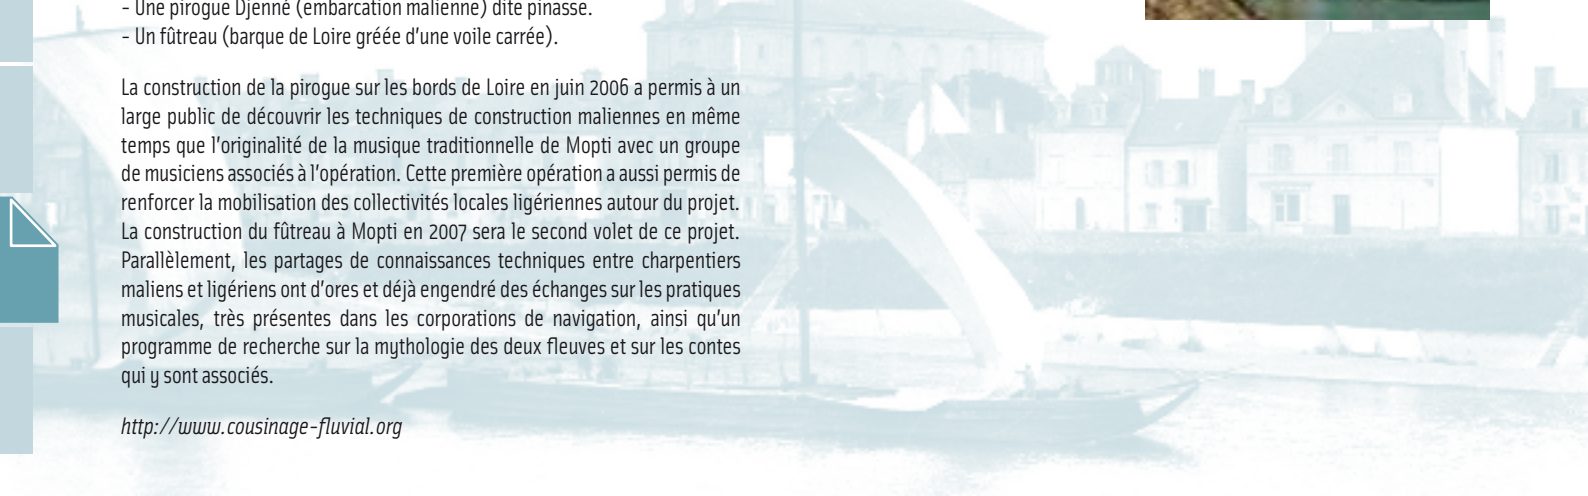 - Une pirogue Djenné (embarcation malienne) dite pinasse.
- Un fûtreau (barque de Loire gréée d’une voile carrée).
La construction de la pirogue sur les bords de Loire en juin 2006 a permis à un
large public de découvrir les techniques de construction maliennes en même
temps que l’originalité de la musique traditionnelle de Mopti avec un groupe
de musiciens associés à l’opération. Cette première opération a aussi permis de
renforcer la mobilisation des collectivités locales ligériennes autour du projet.
La construction du fûtreau à Mopti en 2007 sera le second volet de ce projet.
Parallèlement, les partages de connaissances techniques entre charpentiers
maliens et ligériens ont d’ores et déjà engendré des échanges sur les pratiques
musicales, très présentes dans les corporations de navigation, ainsi qu’un
programme de recherche sur la mythologie des deux fleuves et sur les contes
qui y sont associés.
http://www.cousinage-fluvial.org